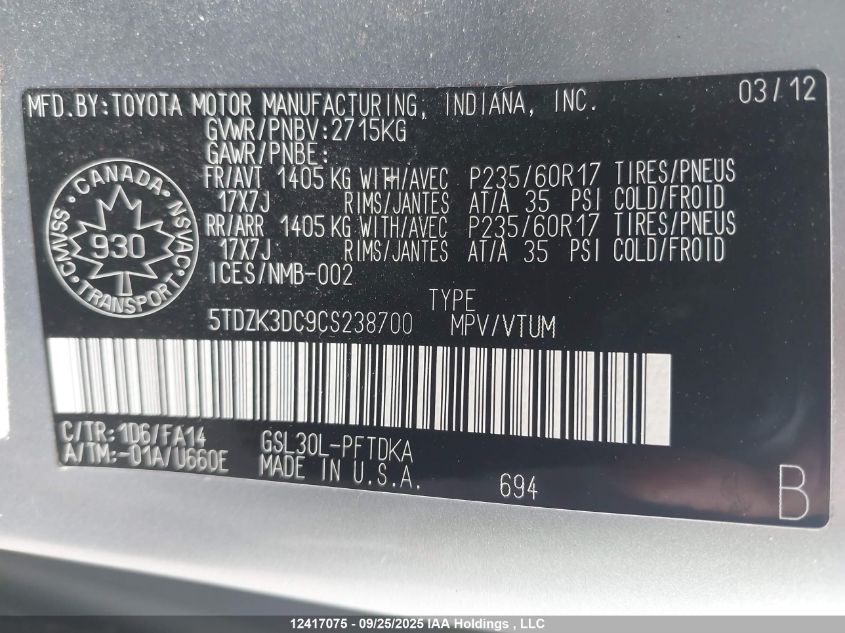 MFD.BY:TOYOTA MOTOR MANUFACTURING, INDIANA, INC. 03/12
GVWR/PNBV:2715KG
GAWR/PNBE:
FR/AVT 1405 KG WITH/AVEC P235/60R17 TIRES/PNEUS
17X7J RIMS/JANTES AT/A 35 PSI COLD/FROID
RR/ARR 1405 KG WITH/AVEC P235/60R17 TIRES/PNEUS
17X7J RIMS/JANTES AT/A 35 PSI COLD/FROID
ICES/NMB-002
CANADA
CMVSS 930 NSVAC
TRANSPORT
TYPE
5TDZK3DC9CS238700 MPV/VTUM
C/TR:1D6/FA14 GSL30L-PFTDKA
A/TM:-01A/U660E MADE IN U.S.A.
694
B
12417075 - 09/25/2025 IAA Holdings , LLC